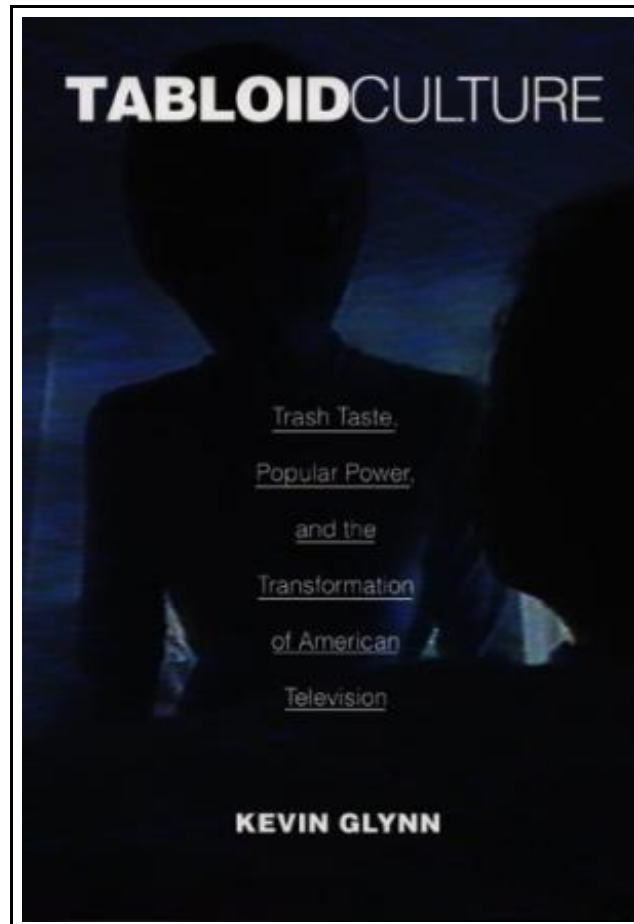 TABLOIDCULTURE
Trash Taste,
Popular Power,
and the
Transformation
of American
Television
KEVIN GLYNN